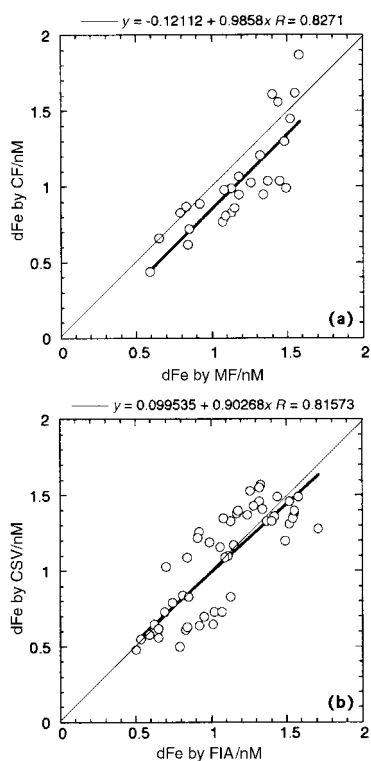 y = -0.12112 + 0.9858x R = 0.8271
2
1.5
1
0.5
0
dFe by CF/nM
(a)
0 0.5 1 1.5 2
dFe by MF/nM
y = 0.099535 + 0.90268x R = 0.81573
2
1.5
1
0.5
0
dFe by CSV/nM
(b)
0 0.5 1 1.5 2
dFe by FIA/nM